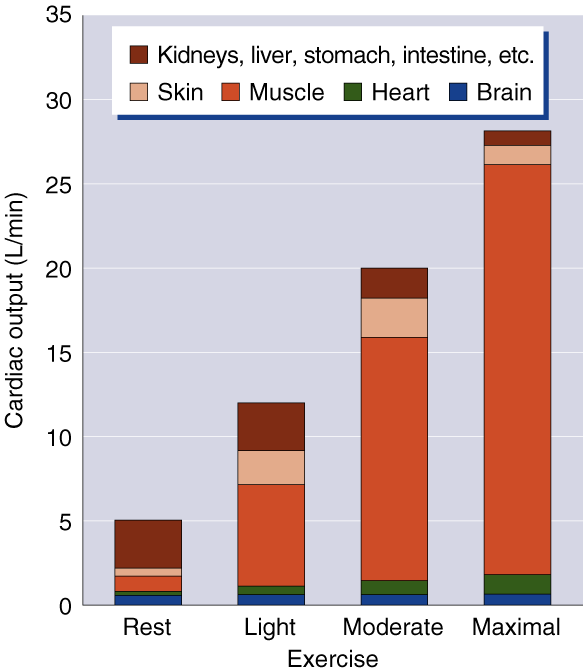 Kidneys, liver, stomach, intestine, etc.
Skin Muscle Heart Brain
Cardiac output (L/min)
35
30
25
20
15
10
5
0
Rest Light Moderate Maximal
Exercise